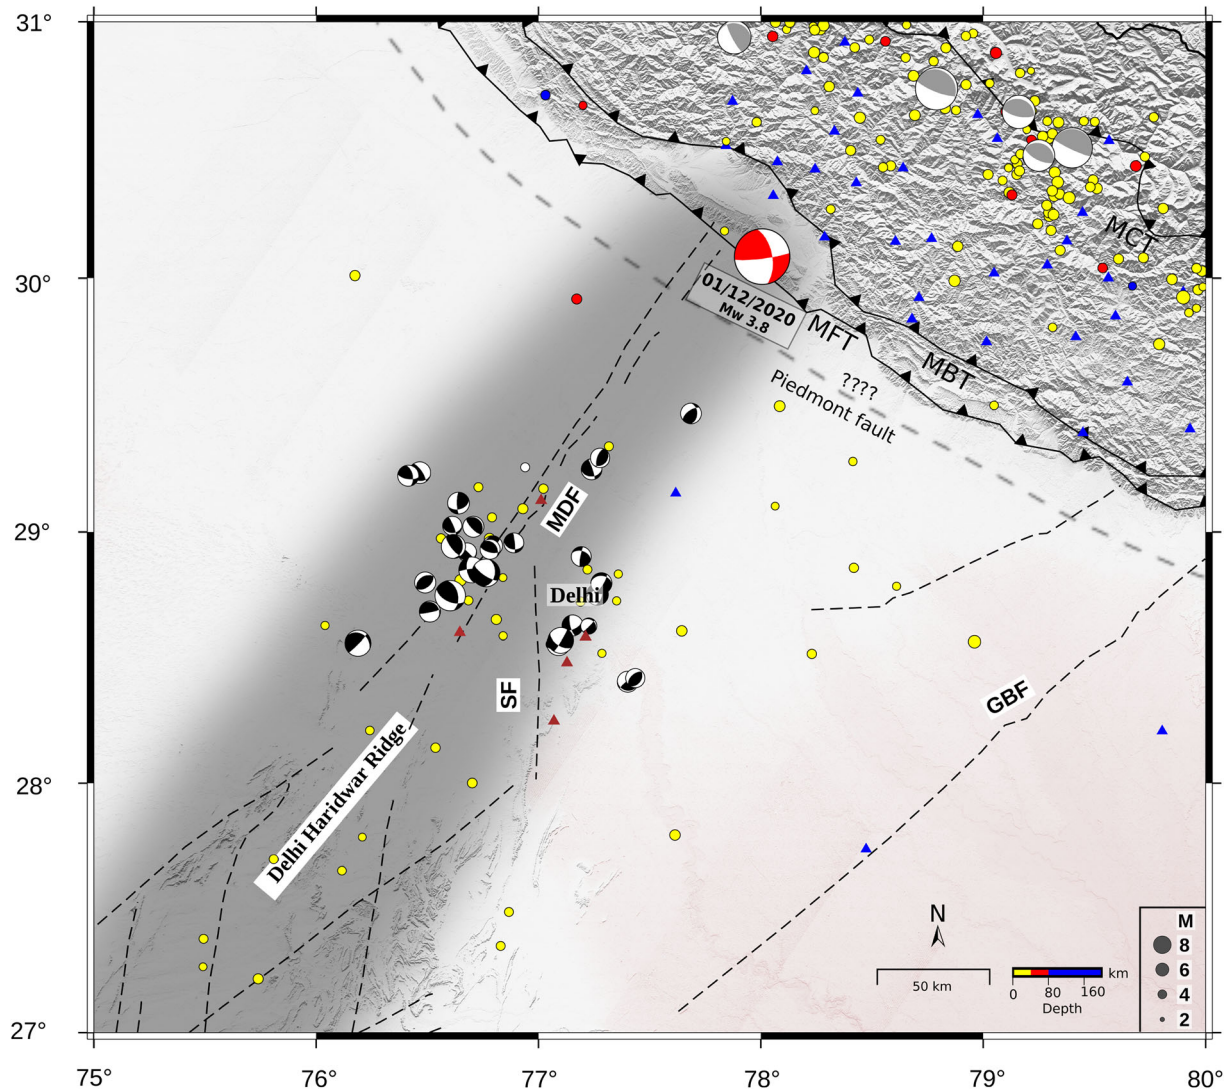 31°
30°
29°
28°
27°
75°
76°
77°
78°
79°
80°
MCT
01/12/2020
Mw 3.8
MFT
MBT
????
Piedmont fault
MDF
Delhi
SF
GBF
Delhi Haridwar Ridge
N
50 km
0 80 160
km
Depth
M
8
6
4
2